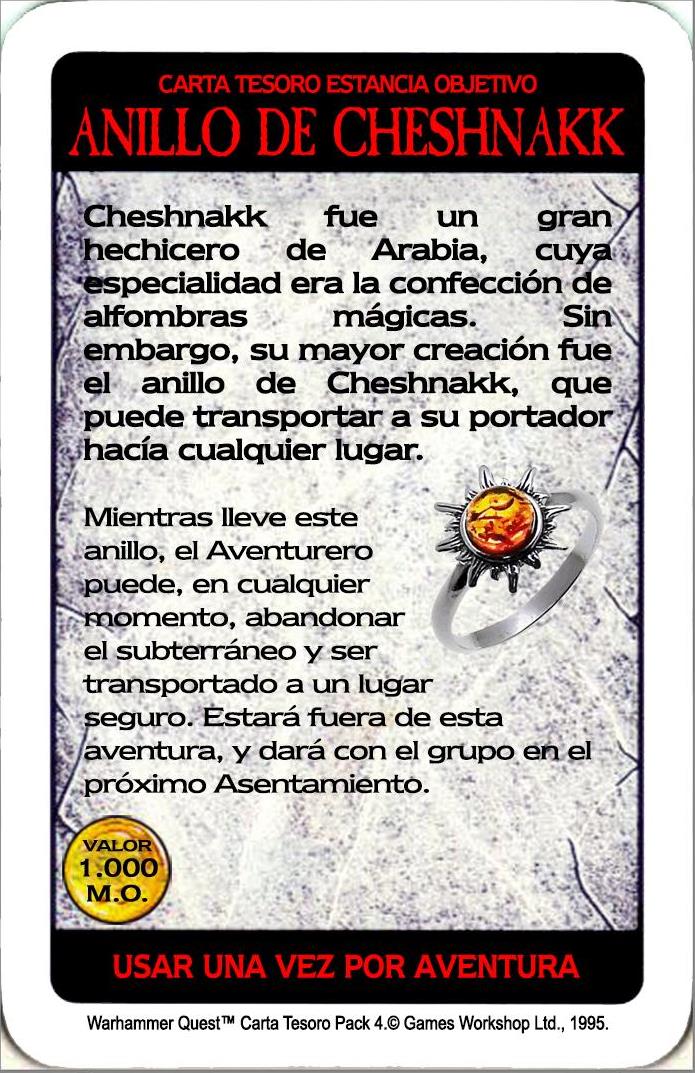 CARTA TESORO ESTANCIA OBJETIVO
ANILLO DE CHESHNAKK
Cheshnakk fue un gran
hechicero de Arabia, cuya
especialidad era la confección de
alfombras mágicas. Sin
embargo, su mayor creación fue
el anillo de Cheshnakk, que
puede transportar a su portador
hacía cualquier lugar.
Mientras lleve este
anillo, el Aventurero
puede, en cualquier
momento, abandonar
el subterráneo y ser
transportado a un lugar
seguro. Estará fuera de esta
aventura, y dará con el grupo en el
próximo Asentamiento.
VALOR
1.000
M.O.
USAR UNA VEZ POR AVENTURA
Warhammer Quest™ Carta Tesoro Pack 4.© Games Workshop Ltd., 1995.